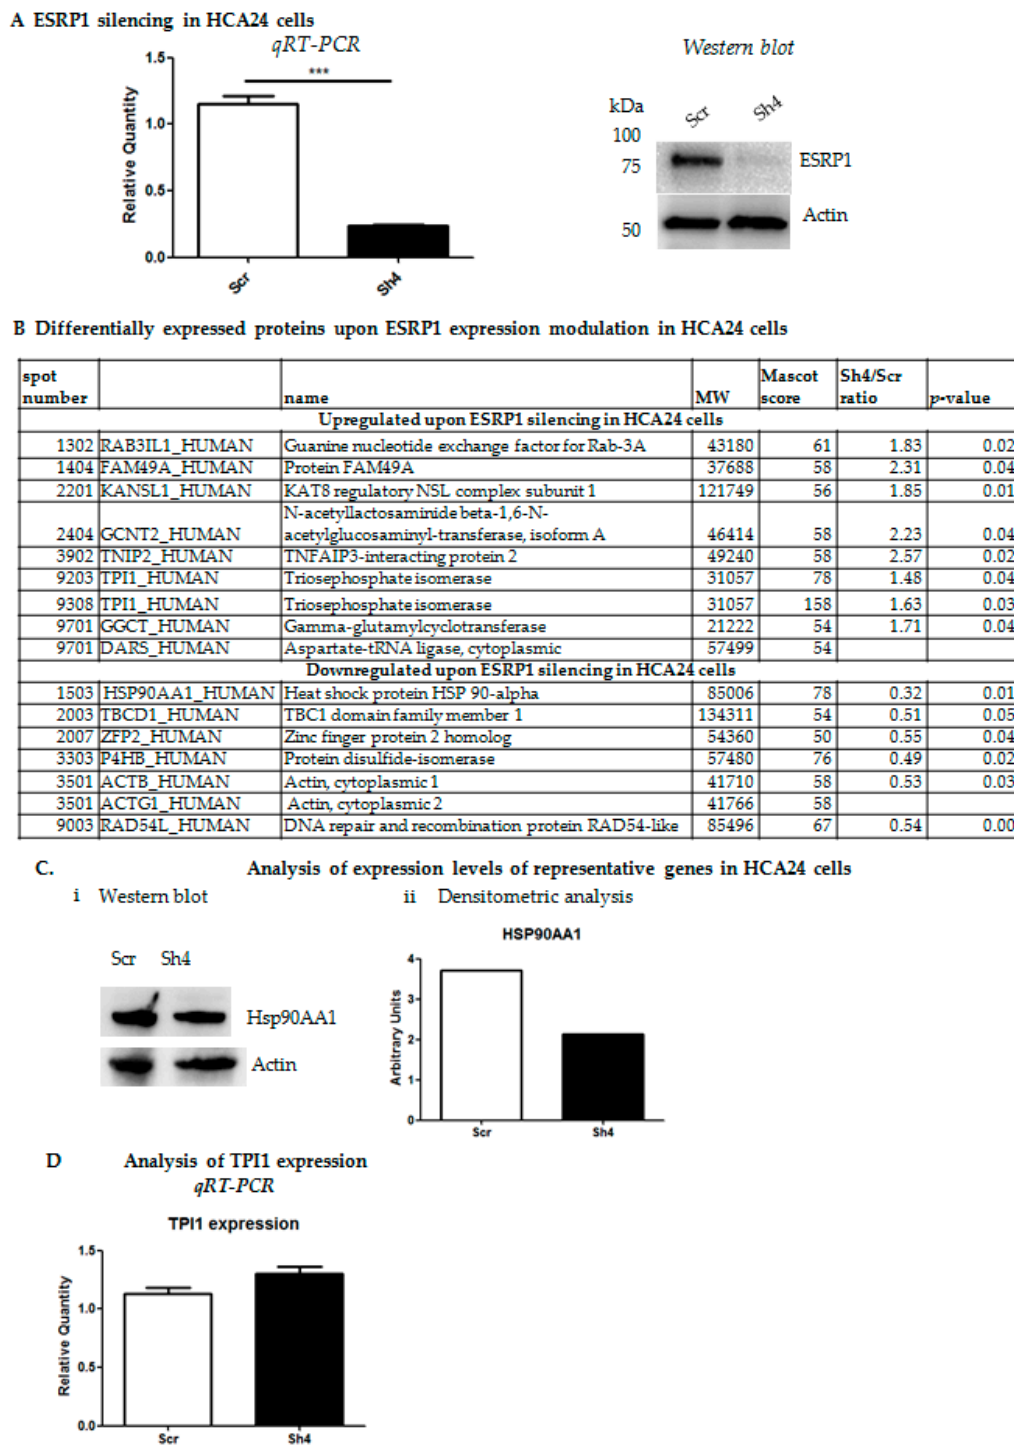 A ESRP1 silencing in HCA24 cells
qRT-PCR
Western blot
1.5
1.0
0.5
0.0
Relative Quantity
***
Scr
Sh4
kDa
100
75
50
Scr
Sh4
ESRP1
Actin
B Differentially expressed proteins upon ESRP1 expression modulation in HCA24 cells
spot number name MW Mascot score Sh4/Scr ratio p-value
Upregulated upon ESRP1 silencing in HCA24 cells
1302 RAB3IL1_HUMAN Guanine nucleotide exchange factor for Rab-3A 43180 61 1.83 0.02
1404 FAM49A_HUMAN Protein FAM49A 37688 58 2.31 0.04
2201 KANSL1_HUMAN KAT8 regulatory NSL complex subunit 1 121749 56 1.85 0.01
N-acetyllactosaminide beta-1,6-N-
2404 GCNT2_HUMAN acetylglucosaminyl-transferase, isoform A 46414 58 2.23 0.04
3902 TNIP2_HUMAN TNFAIP3-interacting protein 2 49240 58 2.57 0.02
9203 TPI1_HUMAN Triosephosphate isomerase 31057 78 1.48 0.04
9308 TPI1_HUMAN Triosephosphate isomerase 31057 158 1.63 0.03
9701 GGCT_HUMAN Gamma-glutamylcyclotransferase 21222 54 1.71 0.04
9701 DARS_HUMAN Aspartate-tRNA ligase, cytoplasmic 57499 54
Downregulated upon ESRP1 silencing in HCA24 cells
1503 HSP90AA1_HUMAN Heat shock protein HSP 90-alpha 85006 78 0.32 0.01
2003 TBCD1_HUMAN TBC1 domain family member 1 134311 54 0.51 0.05
2007 ZFP2_HUMAN Zinc finger protein 2 homolog 54360 50 0.55 0.04
3303 P4HB_HUMAN Protein disulfide-isomerase 57480 76 0.49 0.02
3501 ACTB_HUMAN Actin, cytoplasmic 1 41710 58 0.53 0.03
3501 ACTG1_HUMAN Actin, cytoplasmic 2 41766 58
9003 RAD54L_HUMAN DNA repair and recombination protein RAD54-like 85496 67 0.54 0.00
C. Analysis of expression levels of representative genes in HCA24 cells
i Western blot
ii Densitometric analysis
Scr Sh4
Hsp90AA1
Actin
HSP90AA1
4
3
2
1
0
Arbitrary Units
Scr
Sh4
D Analysis of TPI1 expression
qRT-PCR
TPI1 expression
1.5
1.0
0.5
0.0
Relative Quantity
Scr
Sh4